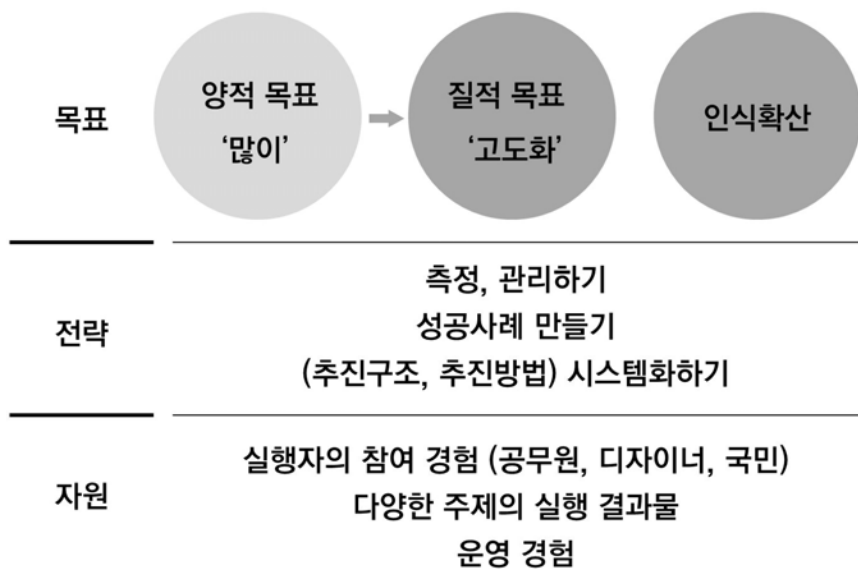 목표
양적 목표
‘많이’
질적 목표
‘고도화’
인식확산
전략
측정, 관리하기
성공사례 만들기
(추진구조, 추진방법) 시스템화하기
자원
실행자의 참여 경험 (공무원, 디자이너, 국민)
다양한 주제의 실행 결과물
운영 경험